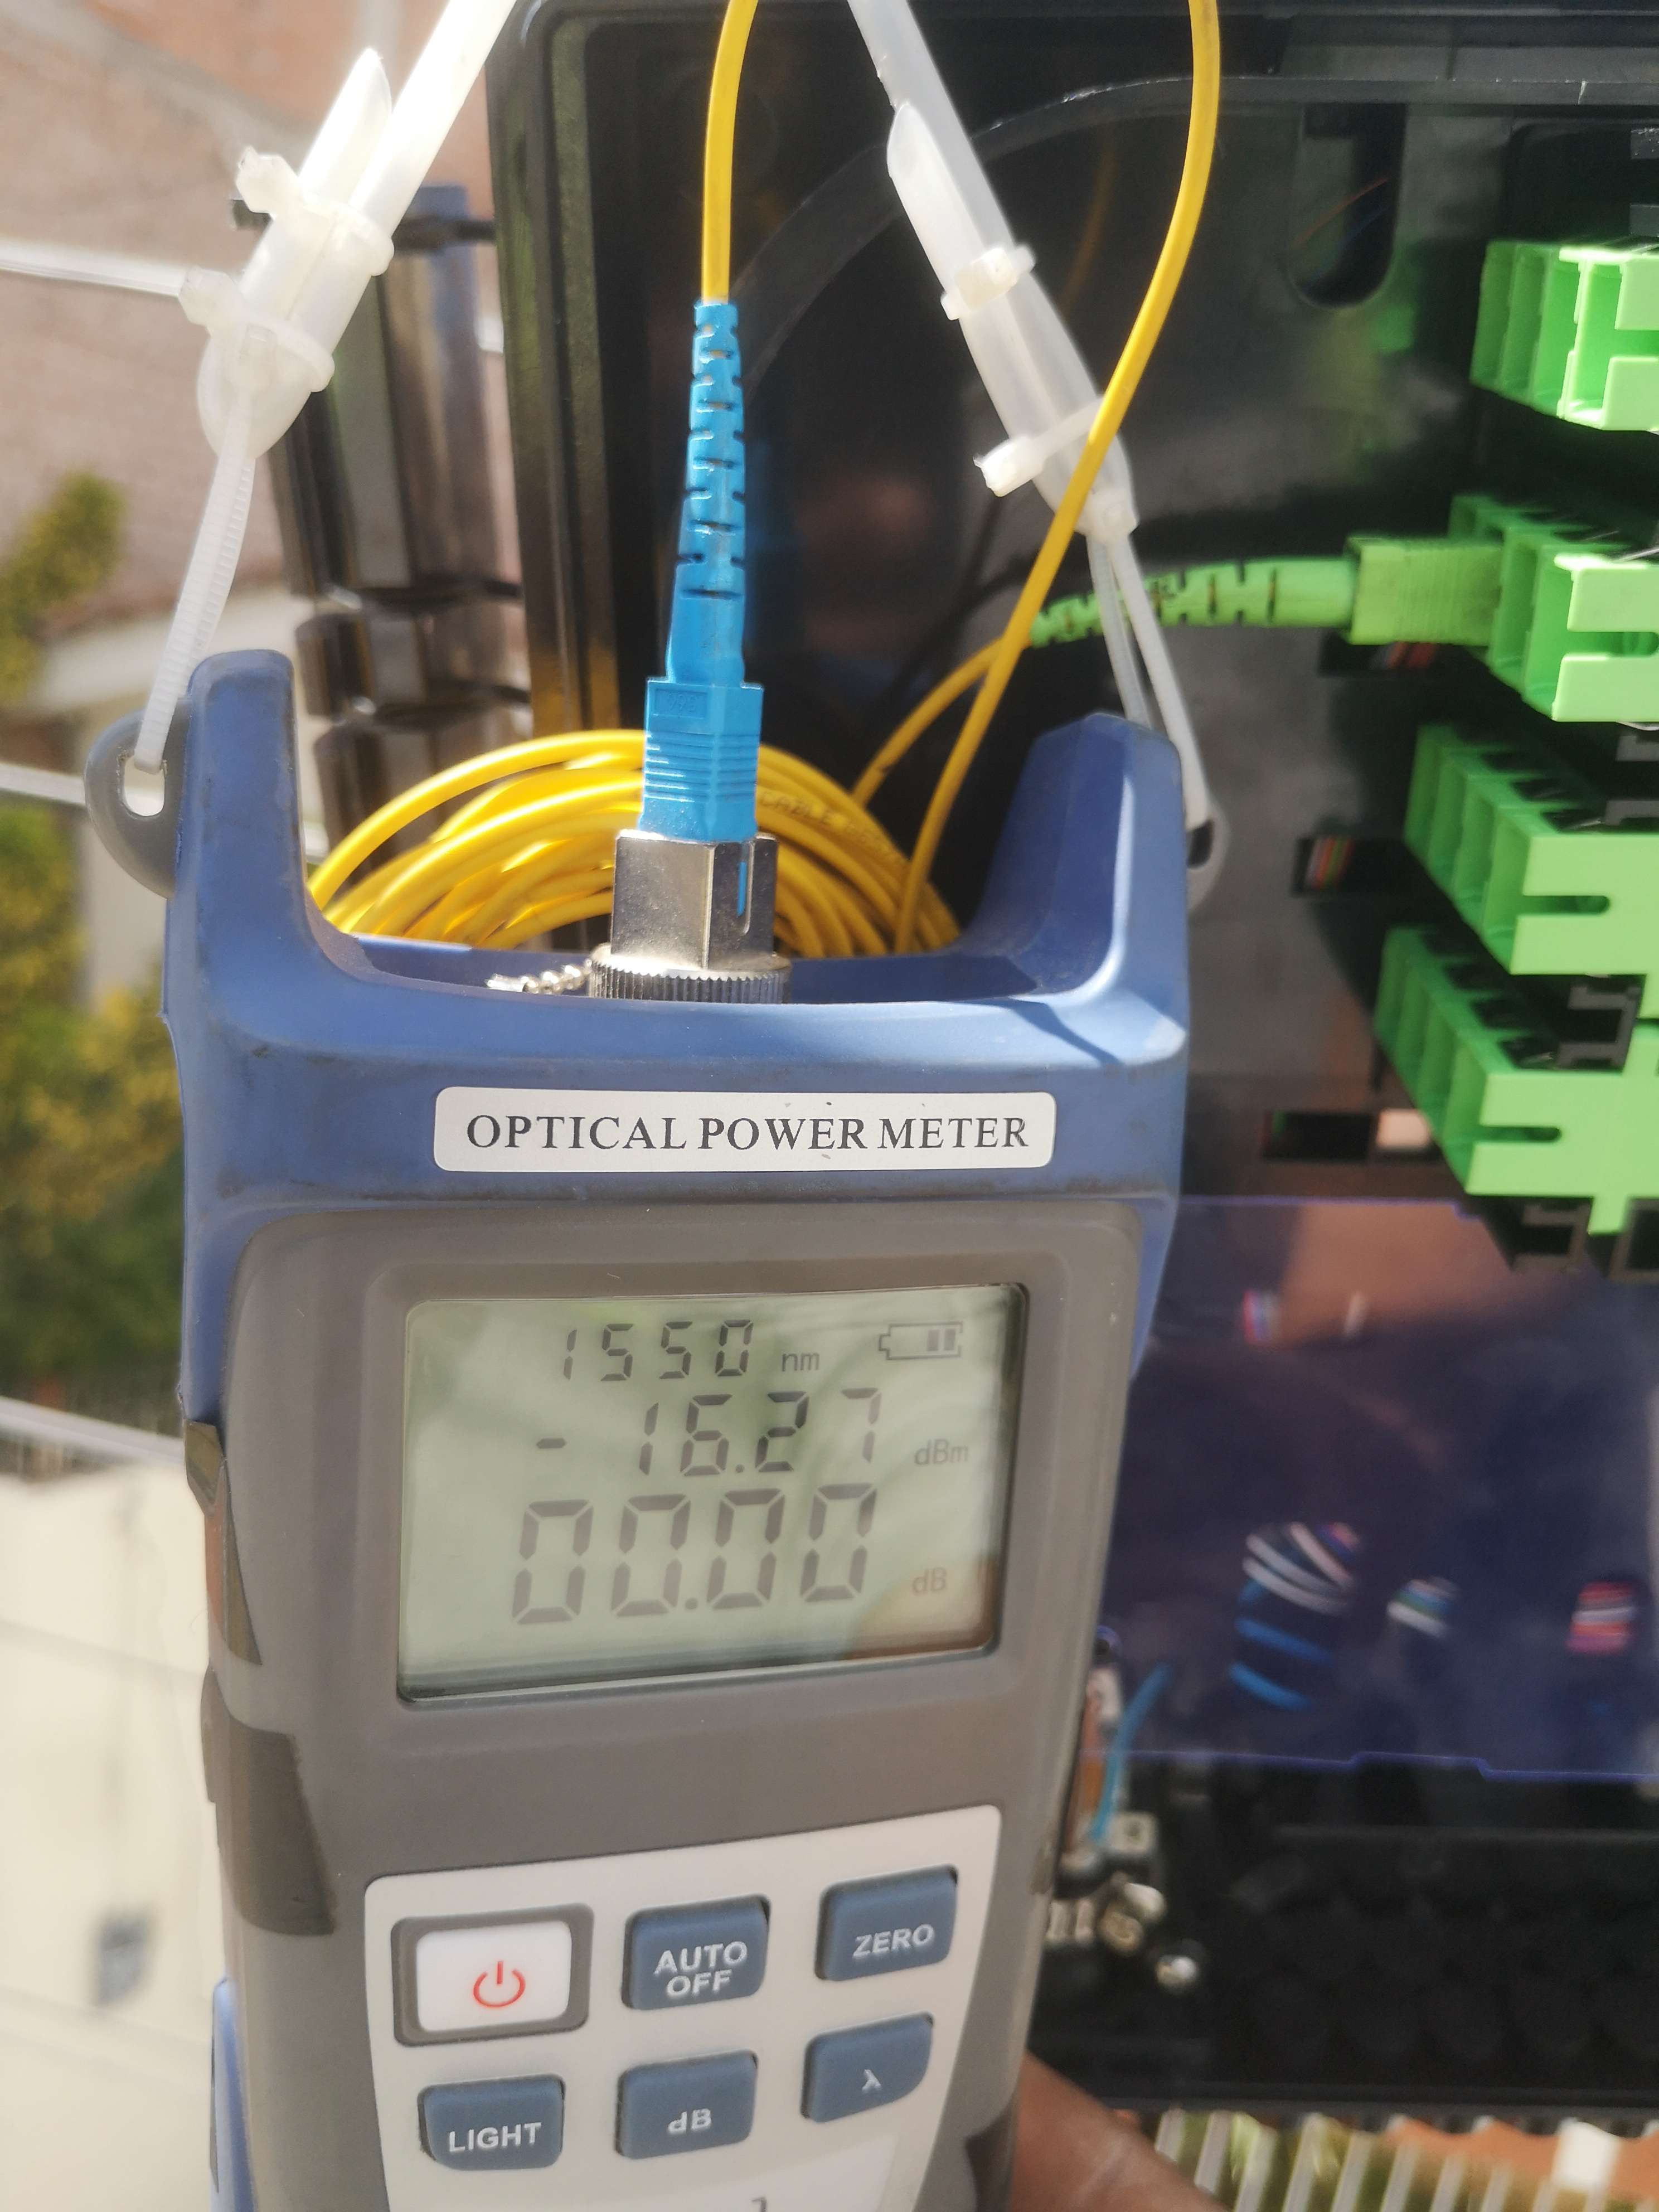 OPTICAL POWER METER
1550 nm
- 16.27 dBm
00.00 dB
AUTO OFF
ZERO
LIGHT
dB
λ